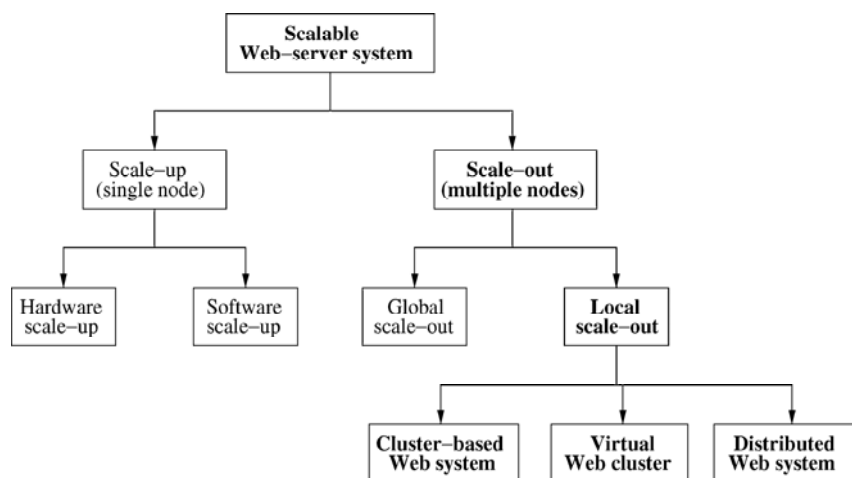 Scalable
Web–server system
Scale–up
(single node)
Scale–out
(multiple nodes)
Hardware
scale–up
Software
scale–up
Global
scale–out
Local
scale–out
Cluster–based
Web system
Virtual
Web cluster
Distributed
Web system